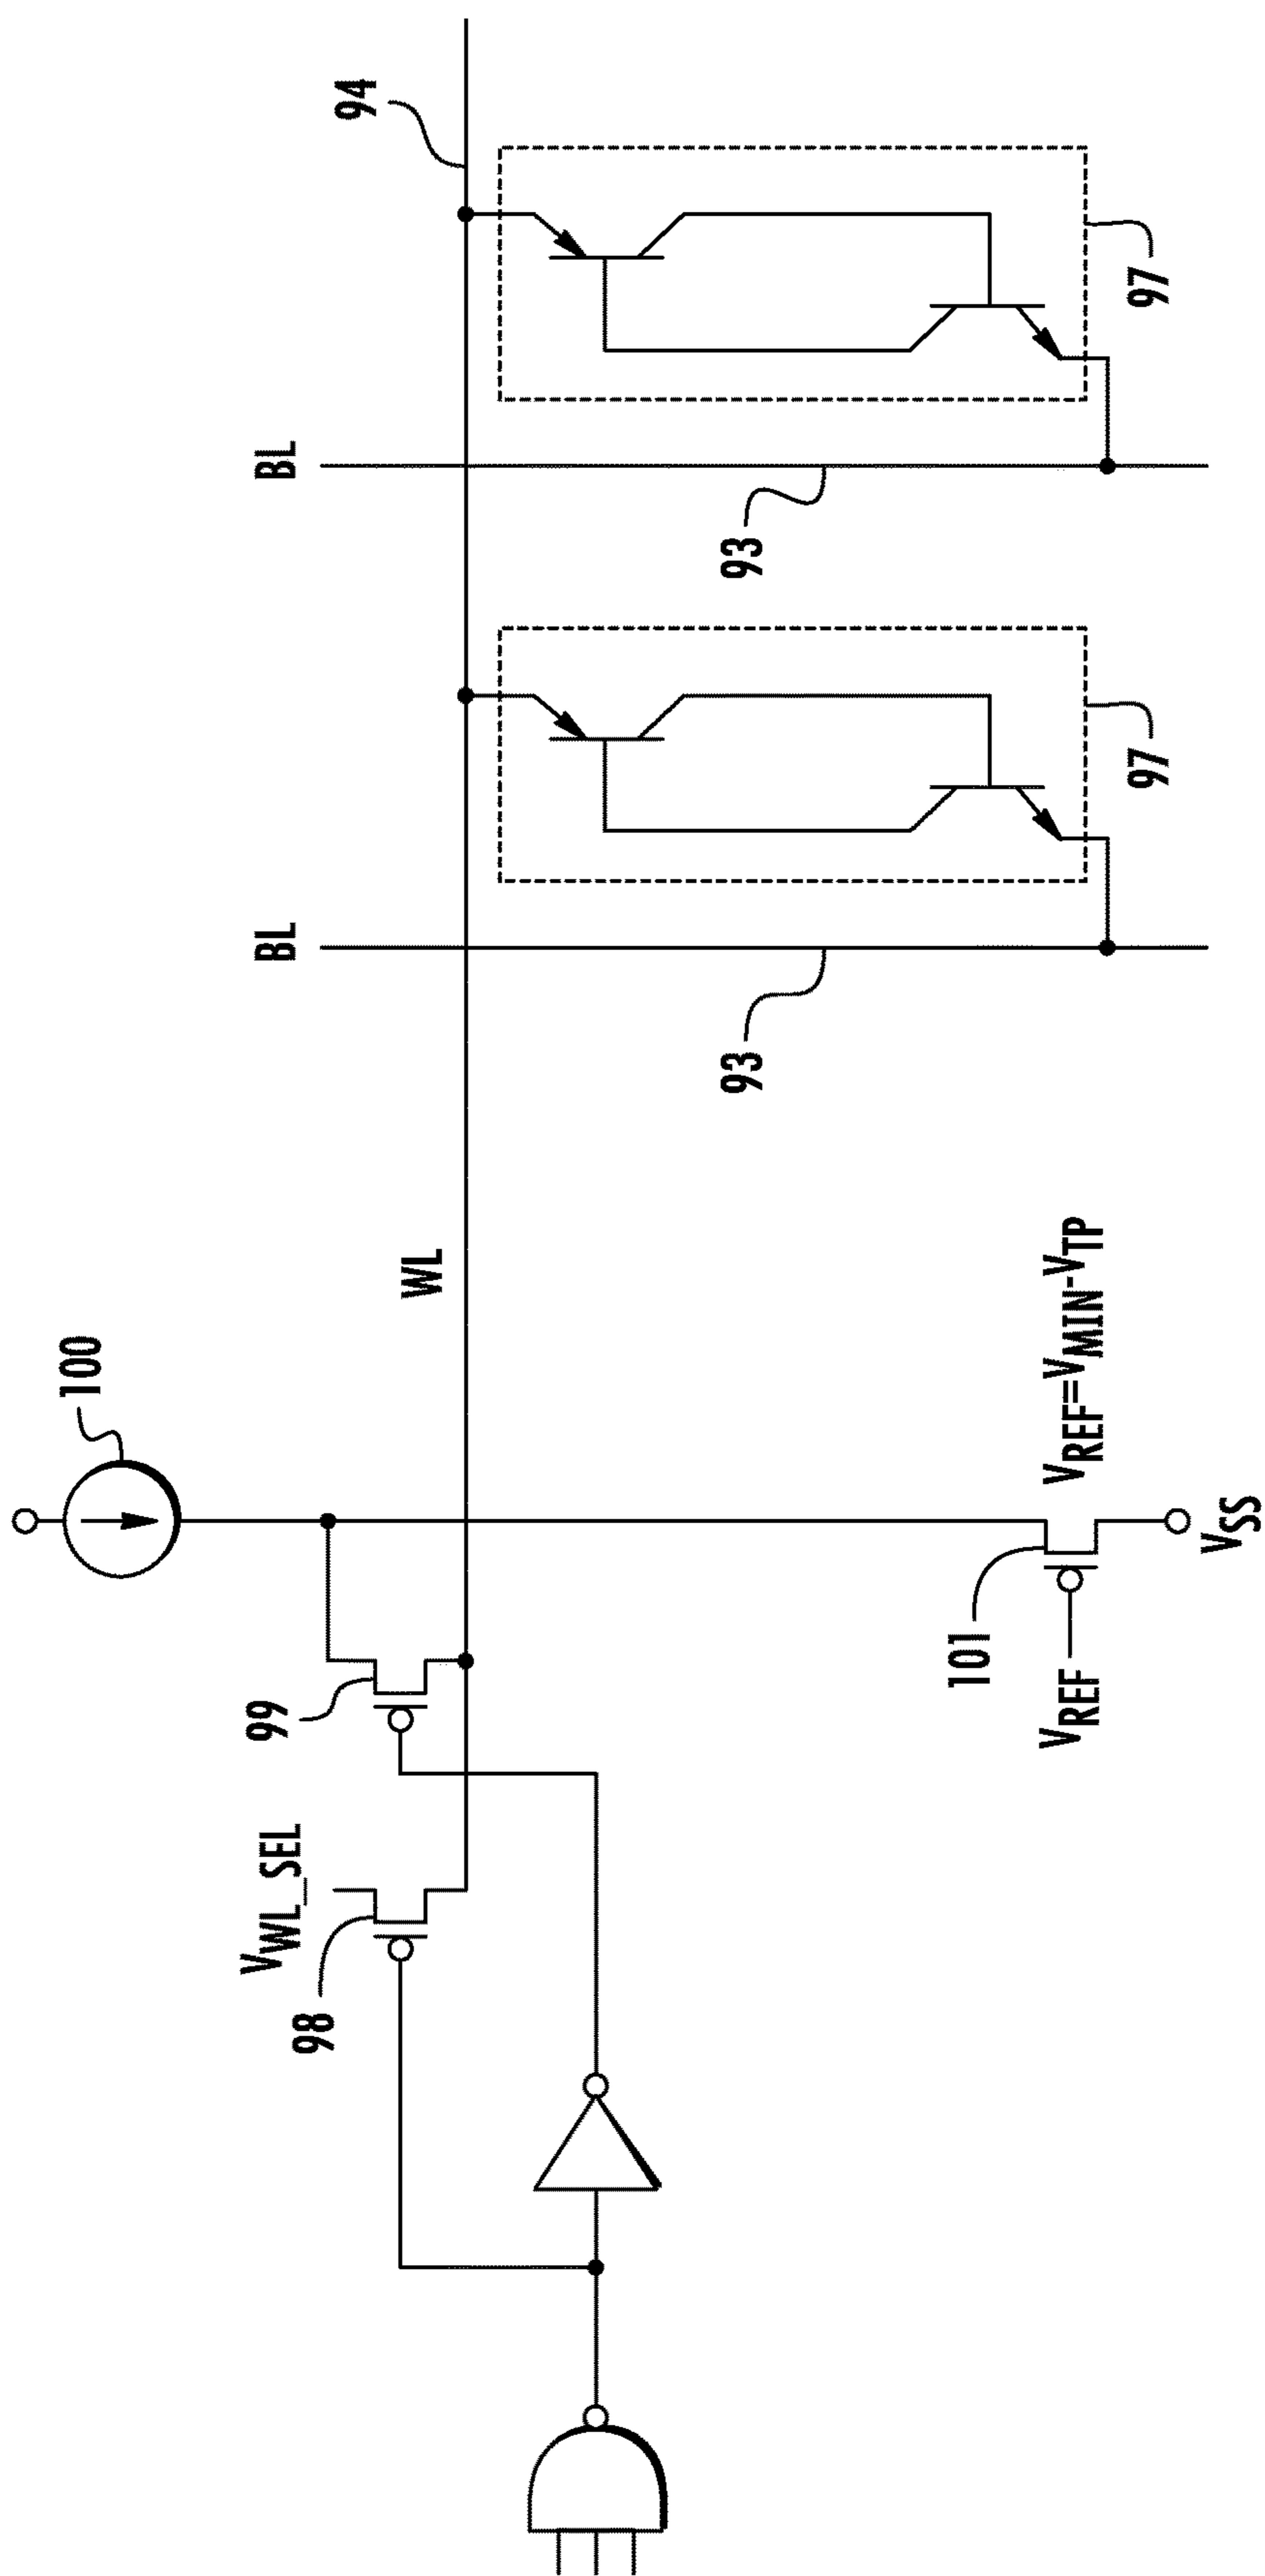 100
94
BL
BL
WL
99
V_WL_SEL
98
93
93
97
97
101
V_REF
V_REF=V_MIN-V_TP
V_SS